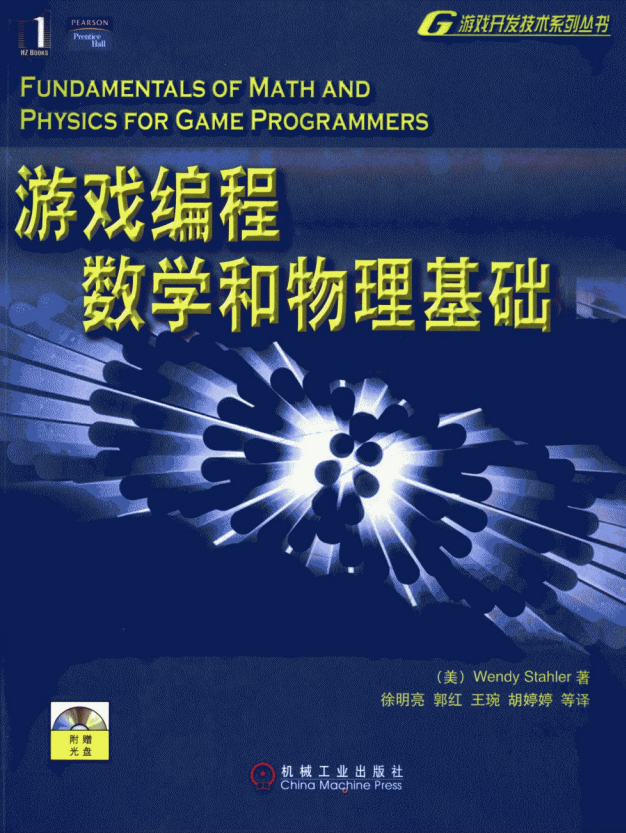 1
HZ BOOKS
PEARSON
Prentice
Hall
G 游戏开发技术系列丛书
FUNDAMENTALS OF MATH AND
PHYSICS FOR GAME PROGRAMMERS
游戏编程
数学和物理基础
（美）Wendy Stahler 著
徐明亮 郭红 王琬 胡婷婷 等译
附赠
光盘
机械工业出版社
China Machine Press